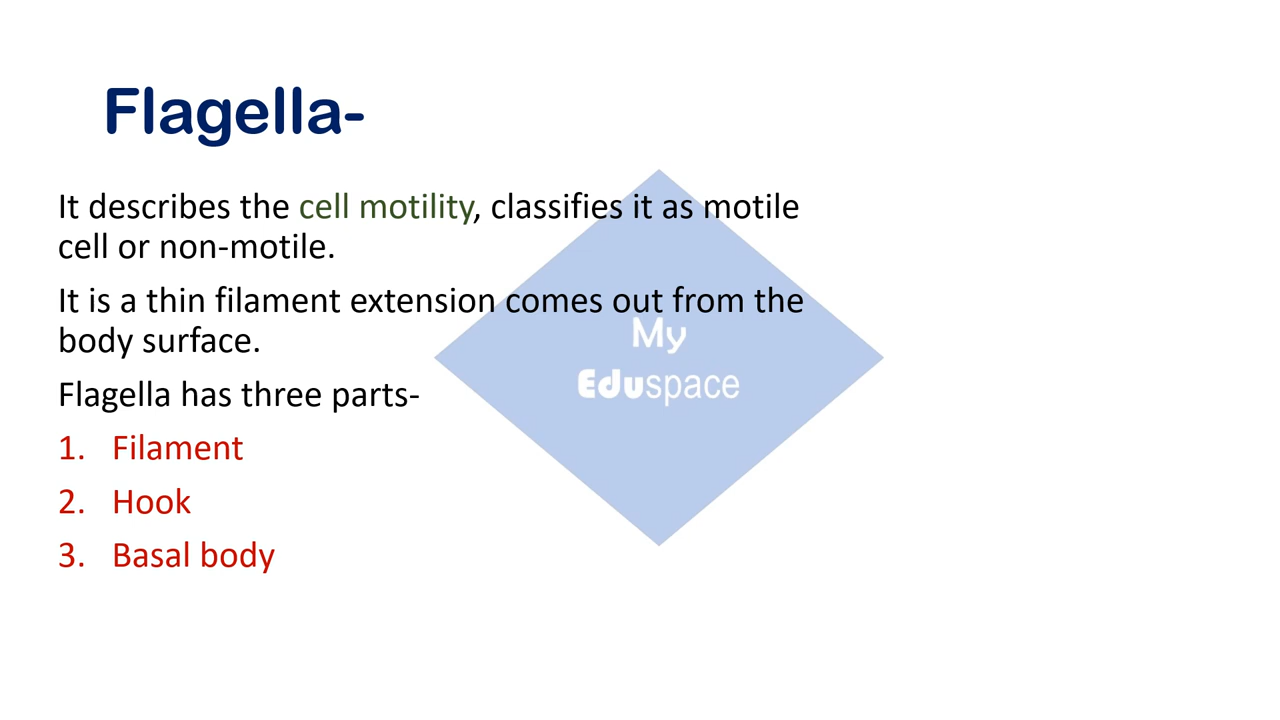 Flagella-
It describes the cell motility, classifies it as motile
cell or non-motile.
It is a thin filament extension comes out from the
body surface.
My
Eduspace
Flagella has three parts-
1. Filament
2. Hook
3. Basal body